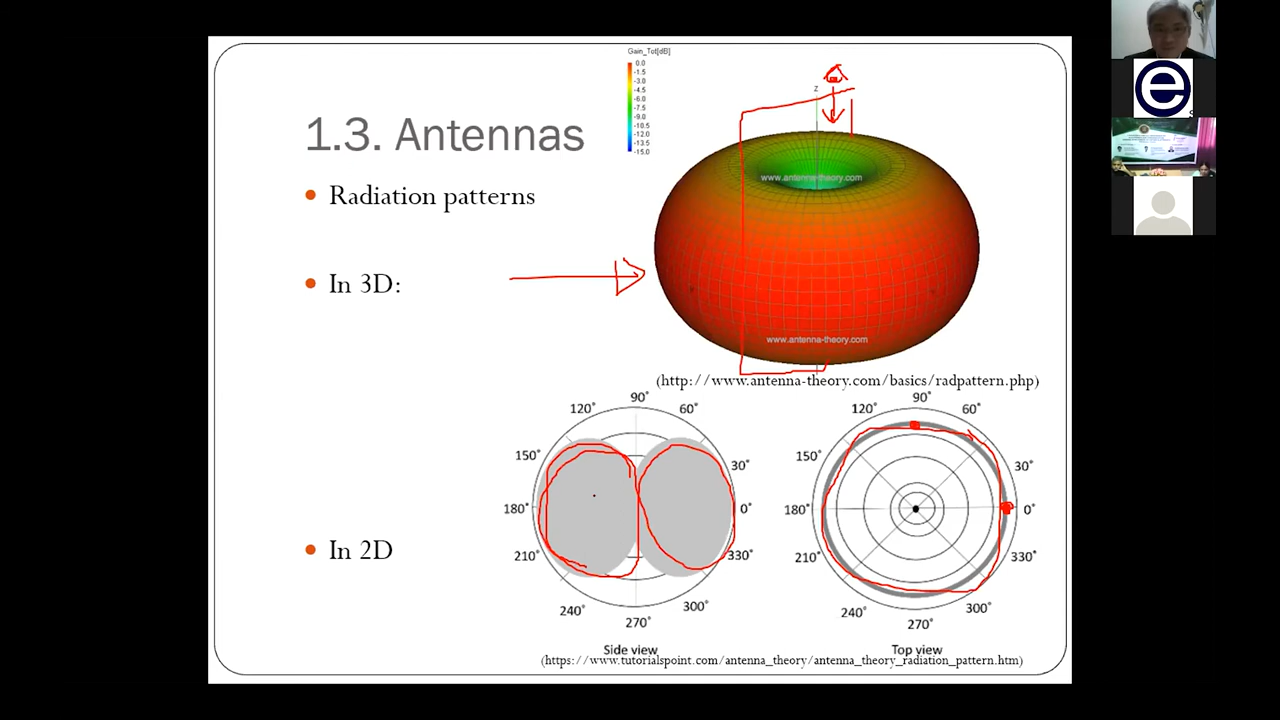 Gain_Tot[dB]
0.0
-1.5
-3.0
-4.5
-6.0
-7.5
-9.0
-10.5
-12.0
-13.5
-15.0
z
1.3. Antennas
www.antenna-theory.com
Radiation patterns
In 3D:
www.antenna-theory.com
(http://www.antenna-theory.com/basics/radpattern.php)
In 2D
90˚
120˚
60˚
150˚
30˚
180˚
0˚
210˚
330˚
240˚
300˚
270˚
Side view
90˚
120˚
60˚
150˚
30˚
180˚
0˚
210˚
330˚
240˚
300˚
270˚
Top view
(https://www.tutorialspoint.com/antenna_theory/antenna_theory_radiation_pattern.htm)
e